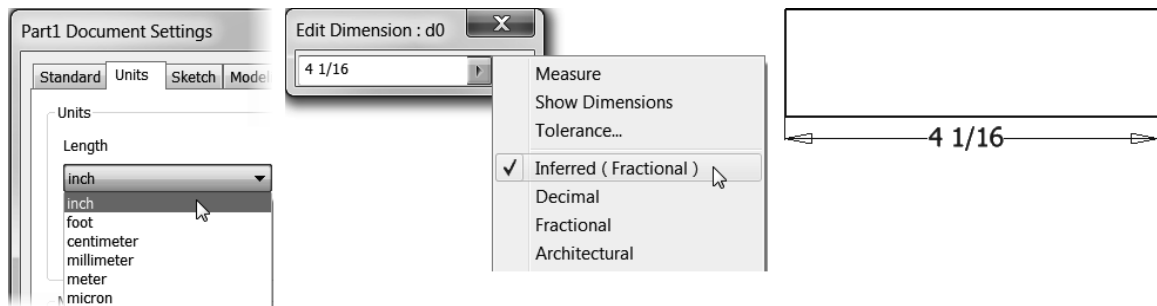 Part1 Document Settings
Standard Units Sketch
Units
Length
inch
inch
foot
centimeter
millimeter
meter
micron
Edit Dimension : d0
X
4 1/16
Measure
Show Dimensions
Tolerance...
✓ Inferred ( Fractional )
Decimal
Fractional
Architectural
4 1/16